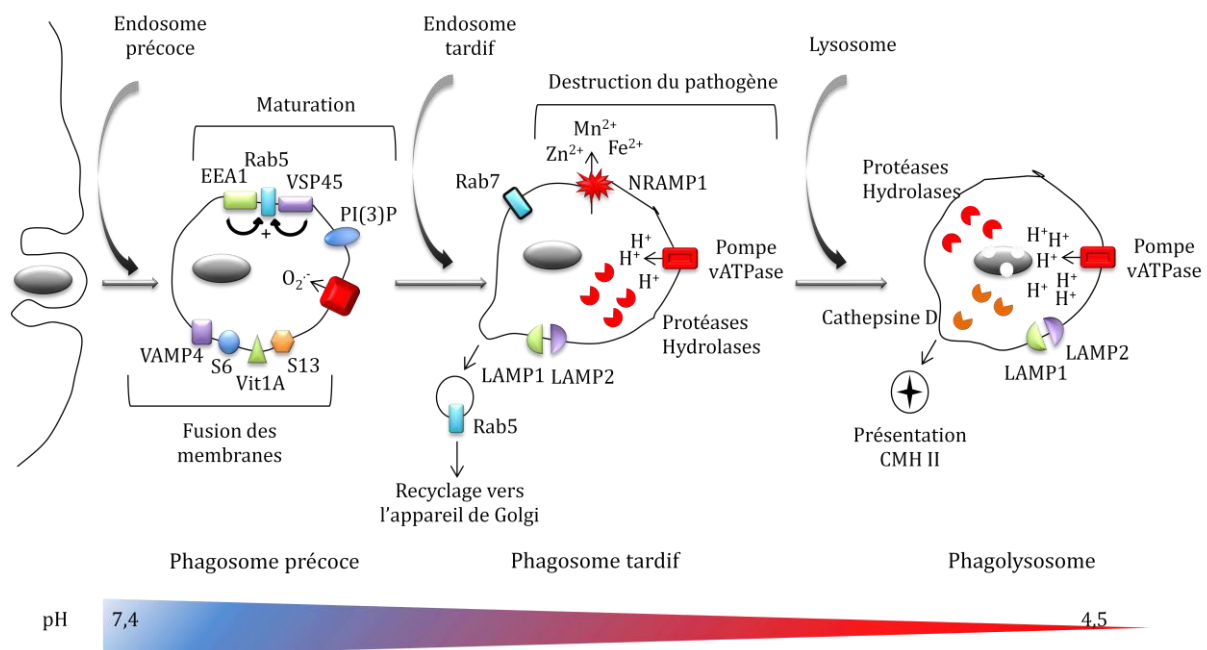 Endosome
précoce
Endosome
tardif
Lysosome
Maturation
Destruction du pathogène
EEA1
Rab5
VSP45
PI(3)P
+
O₂·⁻
VAMP4
S6
Vit1A
S13
Fusion des
membranes
Rab7
Zn²⁺
Mn²⁺
Fe²⁺
NRAMP1
H⁺
H⁺
H⁺
Pompe
vATPase
Protéases
Hydrolases
LAMP1
LAMP2
Rab5
Recyclage vers
l’appareil de Golgi
Protéases
Hydrolases
H⁺
H⁺
H⁺
H⁺
H⁺
H⁺
Pompe
vATPase
Cathepsine D
LAMP2
LAMP1
Présentation
CMH II
Phagosome précoce
Phagosome tardif
Phagolysosome
pH
7,4
4,5